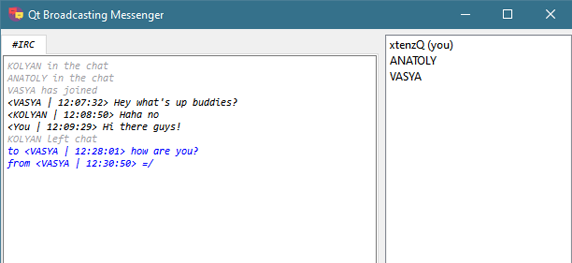 Qt Broadcasting Messenger
#IRC
KOLYAN in the chat
ANATOLY in the chat
VASYA has joined
<VASYA | 12:07:32> Hey what's up buddies?
<KOLYAN | 12:08:50> Haha no
<You | 12:09:29> Hi there guys!
KOLYAN left chat
to <VASYA | 12:28:01> how are you?
from <VASYA | 12:30:50> =/
xtenzQ (you)
ANATOLY
VASYA